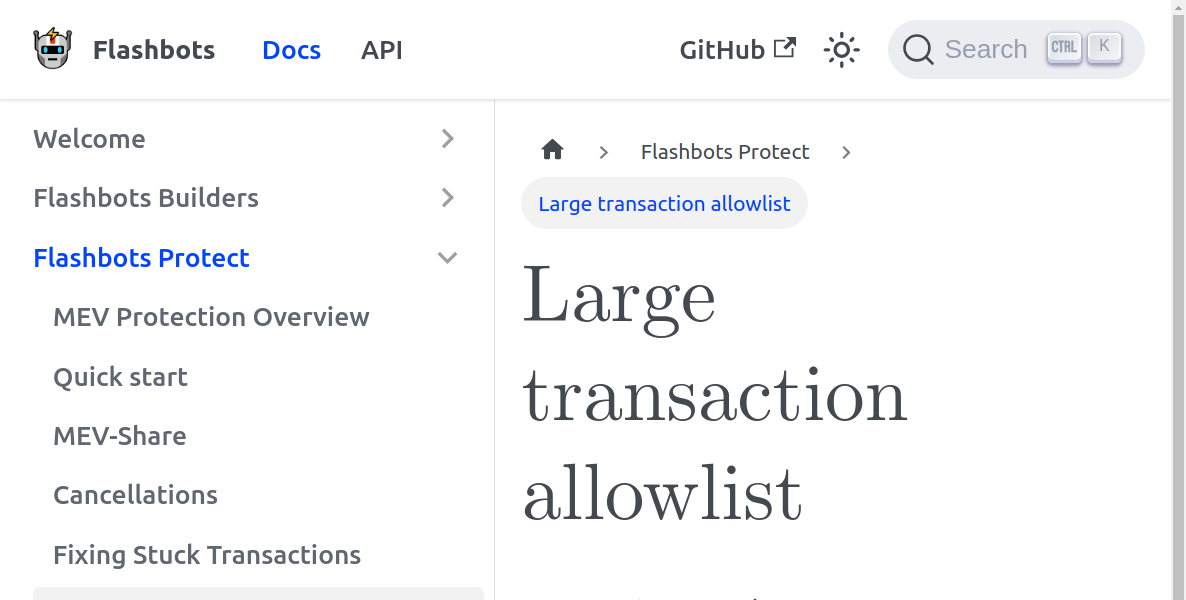 Flashbots
Docs
API
GitHub
Search
CTRL
K
Welcome
Flashbots Builders
Flashbots Protect
MEV Protection Overview
Quick start
MEV-Share
Cancellations
Fixing Stuck Transactions
Flashbots Protect
Large transaction allowlist
Large
transaction
allowlist